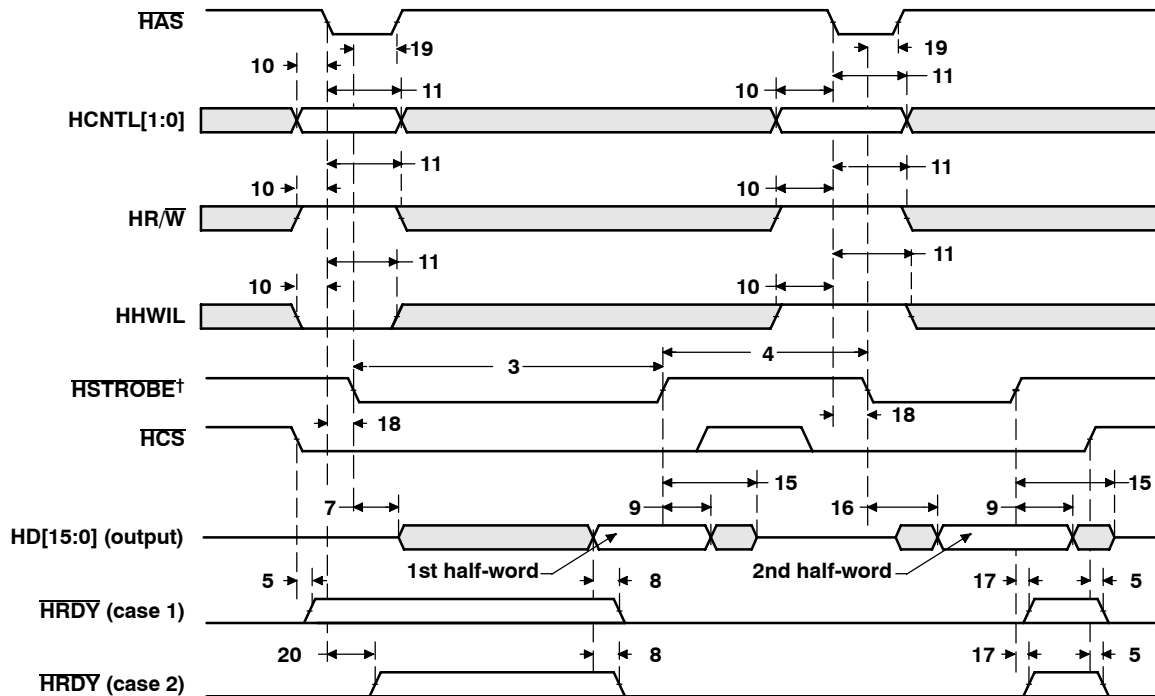 HAS
19 19
10 11 10 11
HCNTL[1:0]
11 11
10 10
HR/W
11 11
10 10
HHWIL
3 4
HSTROBE†
18 18
HCS
15 15
7 9 16 9
HD[15:0] (output)
1st half-word 2nd half-word
5 8 17 5
HRDY (case 1)
20 8 17 5
HRDY (case 2)